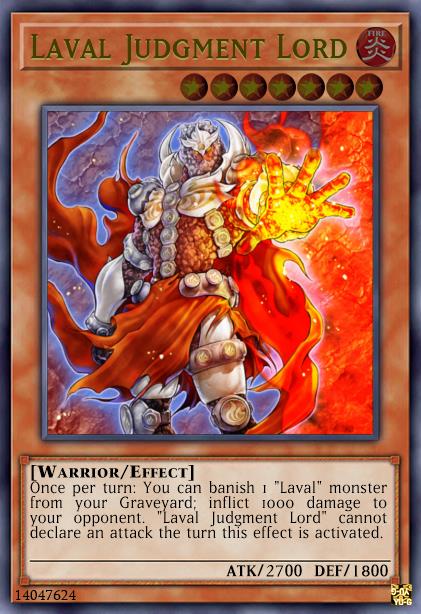 Laval Judgment Lord
FIRE
炎
[Warrior/Effect]
Once per turn: You can banish 1 "Laval" monster
from your Graveyard; inflict 1000 damage to
your opponent. "Laval Judgment Lord" cannot
declare an attack the turn this effect is activated.
ATK/2700 DEF/1800
14047624